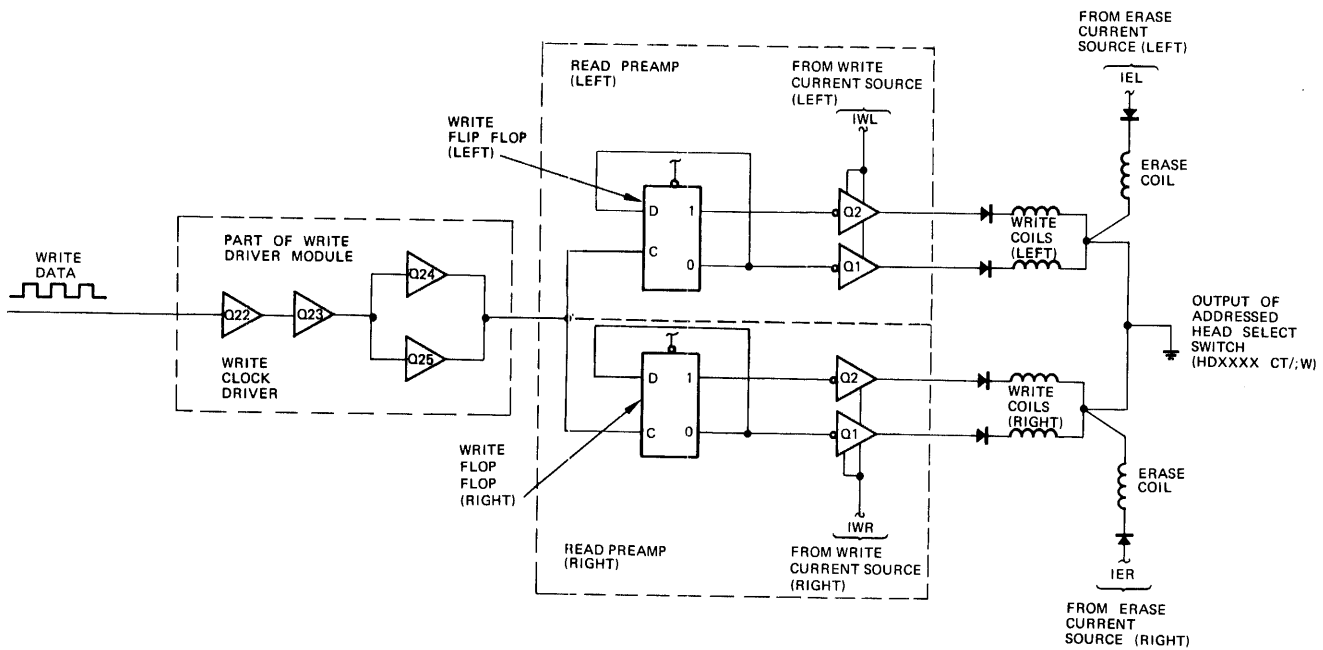 FROM ERASE
CURRENT
SOURCE (LEFT)
IEL
ERASE
COIL
READ PREAMP
(LEFT)
FROM WRITE
CURRENT SOURCE
(LEFT)
IWL
WRITE
FLIP FLOP
(LEFT)
D 1
C 0
Q2
Q1
WRITE
COILS
(LEFT)
PART OF WRITE
DRIVER MODULE
WRITE
DATA
Q22
Q23
Q24
Q25
WRITE
CLOCK
DRIVER
OUTPUT OF
ADDRESSED
HEAD SELECT
SWITCH
(HDXXXX CT/;W)
D 1
C 0
Q2
Q1
WRITE
COILS
(RIGHT)
WRITE
FLOP
FLOP
(RIGHT)
IWR
FROM WRITE
CURRENT SOURCE
(RIGHT)
READ PREAMP
(RIGHT)
ERASE
COIL
IER
FROM ERASE
CURRENT
SOURCE (RIGHT)